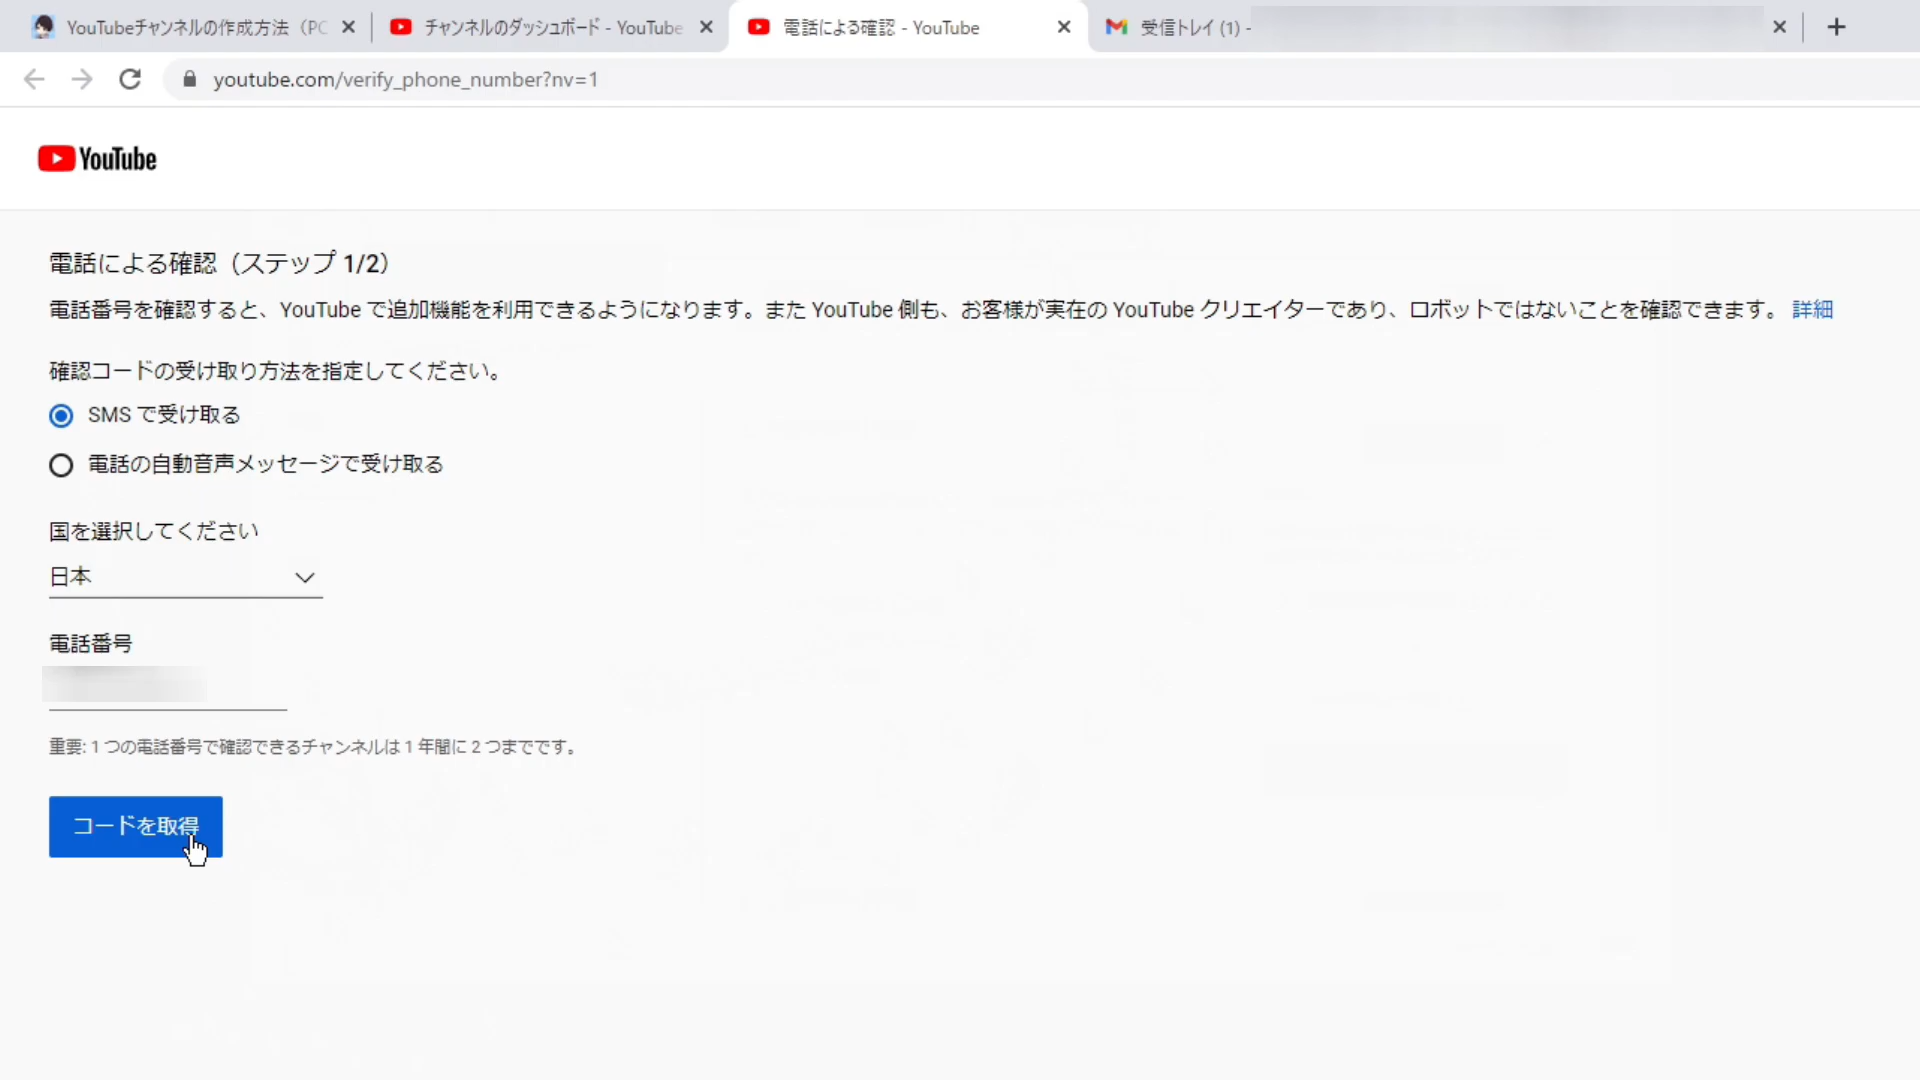 YouTubeチャンネルの作成方法（PC
チャンネルのダッシュボード - YouTube
電話による確認 - YouTube
受信トレイ (1) -
youtube.com/verify_phone_number?nv=1
YouTube
電話による確認（ステップ 1/2）
電話番号を確認すると、YouTube で追加機能を利用できるようになります。また YouTube 側も、お客様が実在の YouTube クリエイターであり、ロボットではないことを確認できます。 詳細
確認コードの受け取り方法を指定してください。
SMS で受け取る
電話の自動音声メッセージで受け取る
国を選択してください
日本
電話番号
重要: 1 つの電話番号で確認できるチャンネルは 1 年間に 2 つまでです。
コードを取得